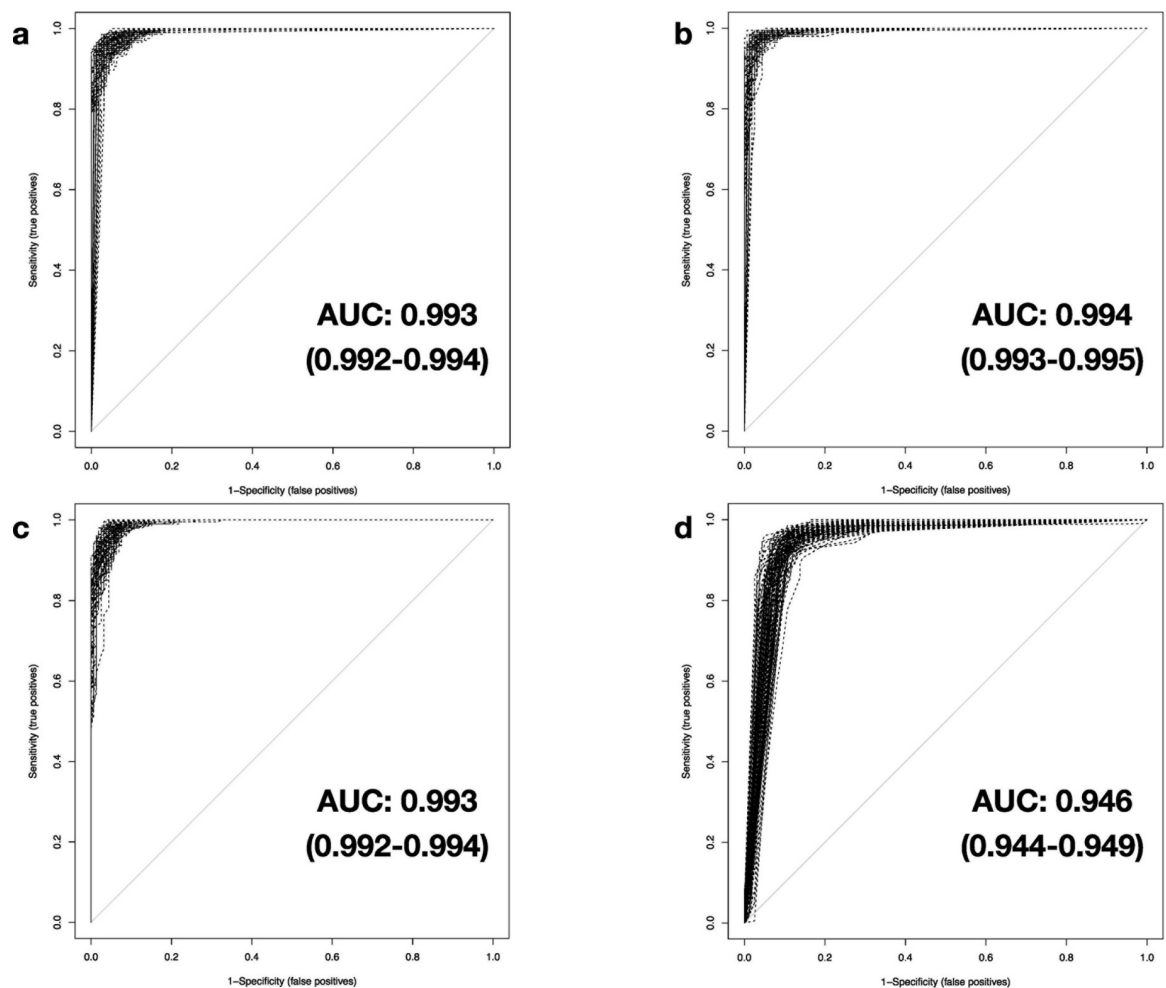 a
1.0
0.8
0.6
0.4
0.2
0.0
Sensitivity (true positives)
AUC: 0.993
(0.992-0.994)
0.0 0.2 0.4 0.6 0.8 1.0
1−Specificity (false positives)
b
1.0
0.8
0.6
0.4
0.2
0.0
Sensitivity (true positives)
AUC: 0.994
(0.993-0.995)
0.0 0.2 0.4 0.6 0.8 1.0
1−Specificity (false positives)
c
1.0
0.8
0.6
0.4
0.2
0.0
Sensitivity (true positives)
AUC: 0.993
(0.992-0.994)
0.0 0.2 0.4 0.6 0.8 1.0
1−Specificity (false positives)
d
1.0
0.8
0.6
0.4
0.2
0.0
Sensitivity (true positives)
AUC: 0.946
(0.944-0.949)
0.0 0.2 0.4 0.6 0.8 1.0
1−Specificity (false positives)